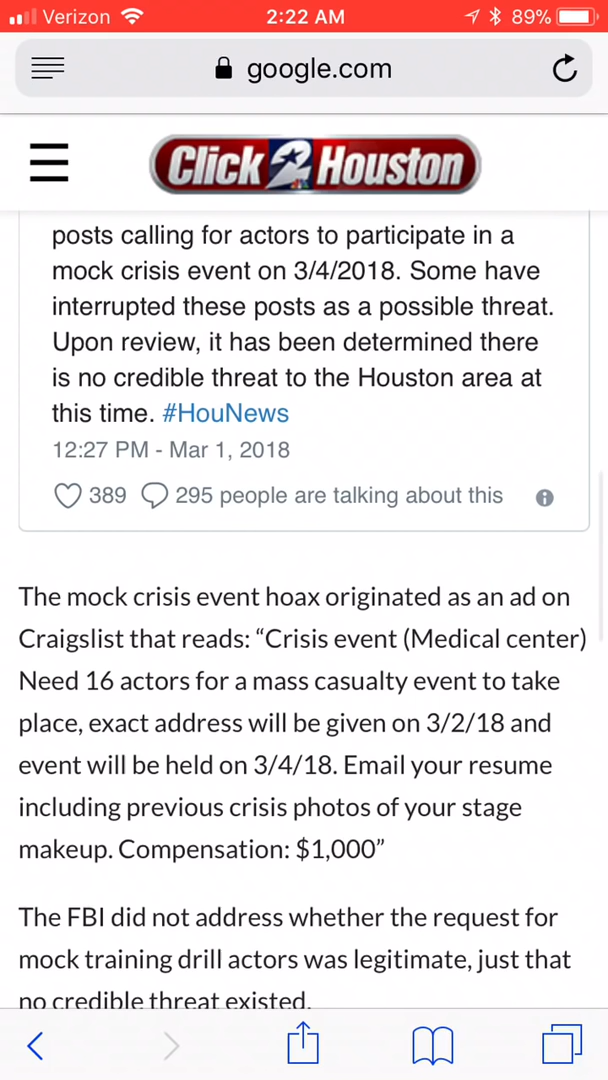 Verizon 2:22 AM 89%
google.com
Click 2 Houston
posts calling for actors to participate in a
mock crisis event on 3/4/2018. Some have
interrupted these posts as a possible threat.
Upon review, it has been determined there
is no credible threat to the Houston area at
this time. #HouNews
12:27 PM - Mar 1, 2018
389 295 people are talking about this
The mock crisis event hoax originated as an ad on
Craigslist that reads: “Crisis event (Medical center)
Need 16 actors for a mass casualty event to take
place, exact address will be given on 3/2/18 and
event will be held on 3/4/18. Email your resume
including previous crisis photos of your stage
makeup. Compensation: $1,000”
The FBI did not address whether the request for
mock training drill actors was legitimate, just that
no credible threat existed.